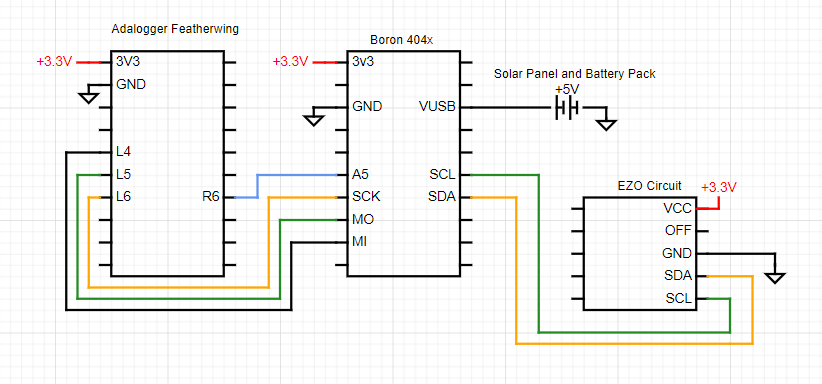 Adalogger Featherwing
Boron 404x
+3.3V
3V3
GND
L4
L5
L6
R6
+3.3V
3v3
GND
A5
SCK
MO
MI
VUSB
SCL
SDA
Solar Panel and Battery Pack
+5V
EZO Circuit
+3.3V
VCC
OFF
GND
SDA
SCL